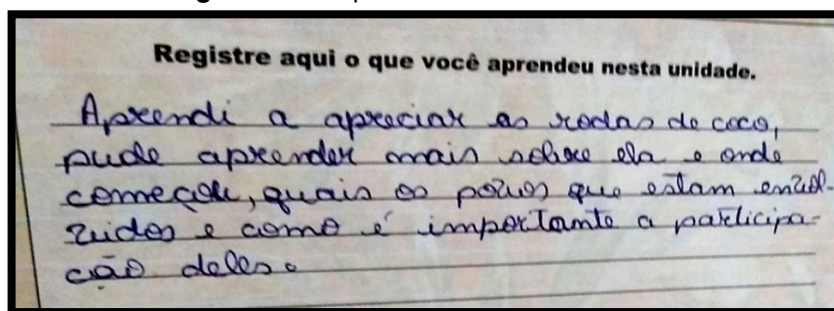 Registre aqui o que você aprendeu nesta unidade.
Aprendi a apreciar as rodas de coco,
pude aprender mais sobre ela e onde
começou, quais os povos que estam envol-
vidos e como é importante a participa-
ção deles.